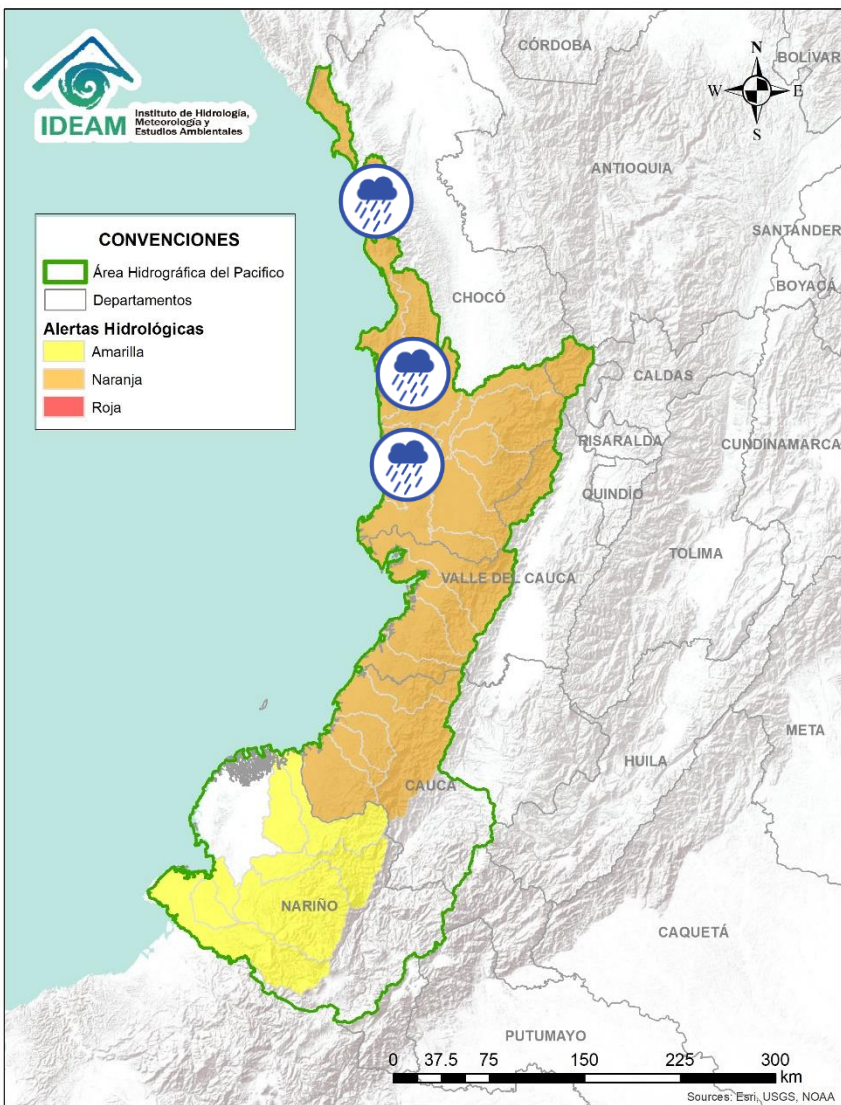 IDEAM
Instituto de Hidrología,
Meteorología y
Estudios Ambientales
N
W E
S
CONVENCIONES
Área Hidrográfica del Pacifico
Departamentos
Alertas Hidrológicas
Amarilla
Naranja
Roja
CÓRDOBA
BOLÍVAR
ANTIOQUIA
SANTANDER
BOYACÁ
CHOCÓ
CALDAS
RISARALDA
CUNDINAMARCA
QUINDÍO
TOLIMA
VALLE DEL CAUCA
META
HUILA
CAUCA
NARIÑO
CAQUETÁ
PUTUMAYO
0 37.5 75 150 225 300
km
Sources: Esri, USGS, NOAA